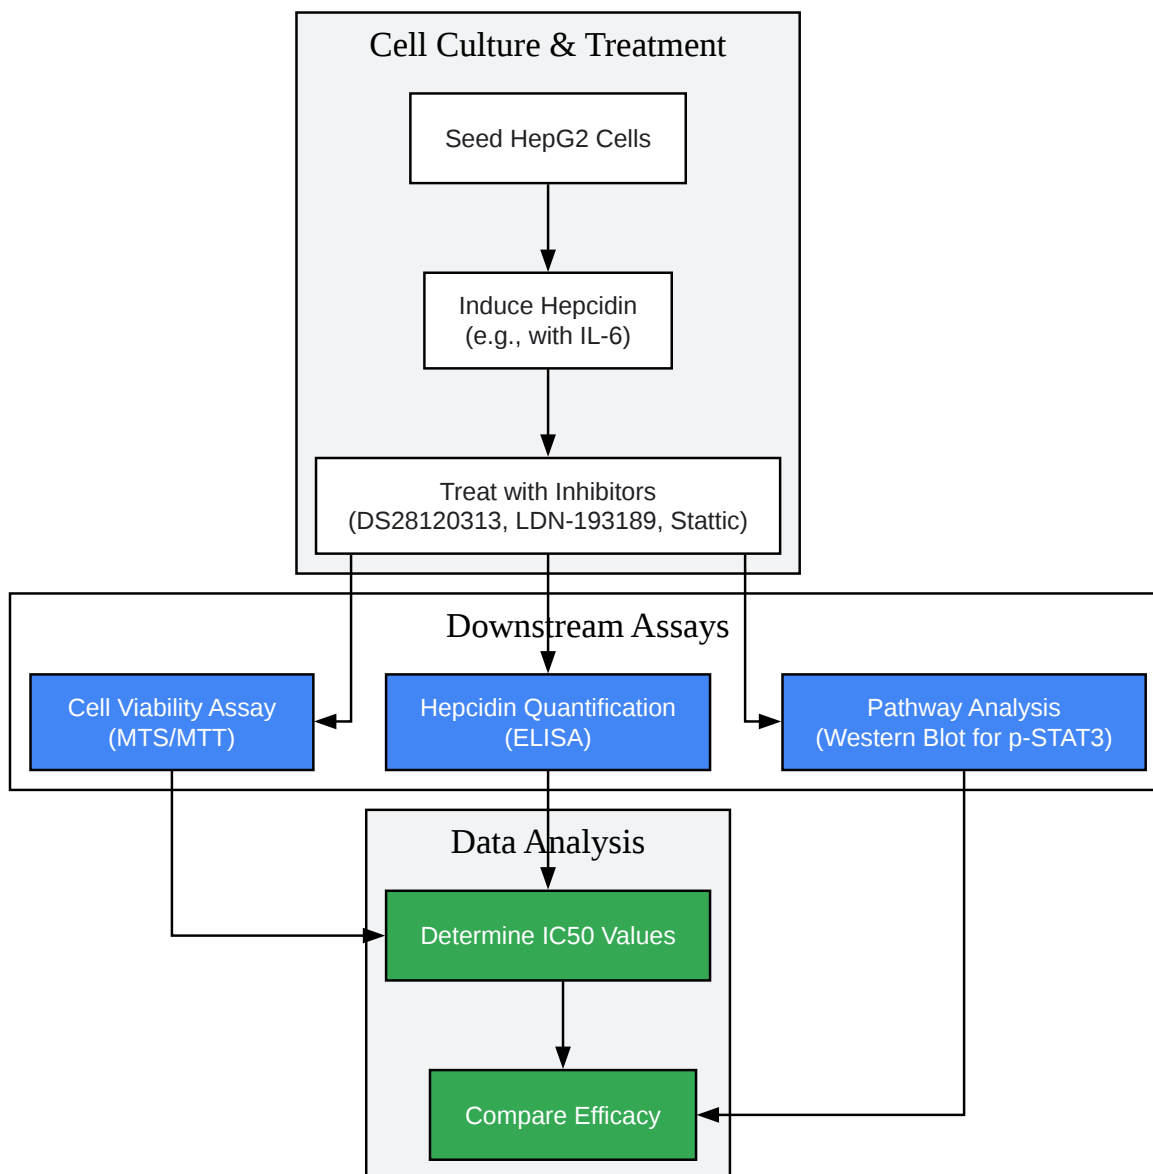 Cell Culture & Treatment
Seed HepG2 Cells
Induce Hepcidin
(e.g., with IL-6)
Treat with Inhibitors
(DS28120313, LDN-193189, Stattic)
Downstream Assays
Cell Viability Assay
(MTS/MTT)
Hepcidin Quantification
(ELISA)
Pathway Analysis
(Western Blot for p-STAT3)
Data Analysis
Determine IC50 Values
Compare Efficacy